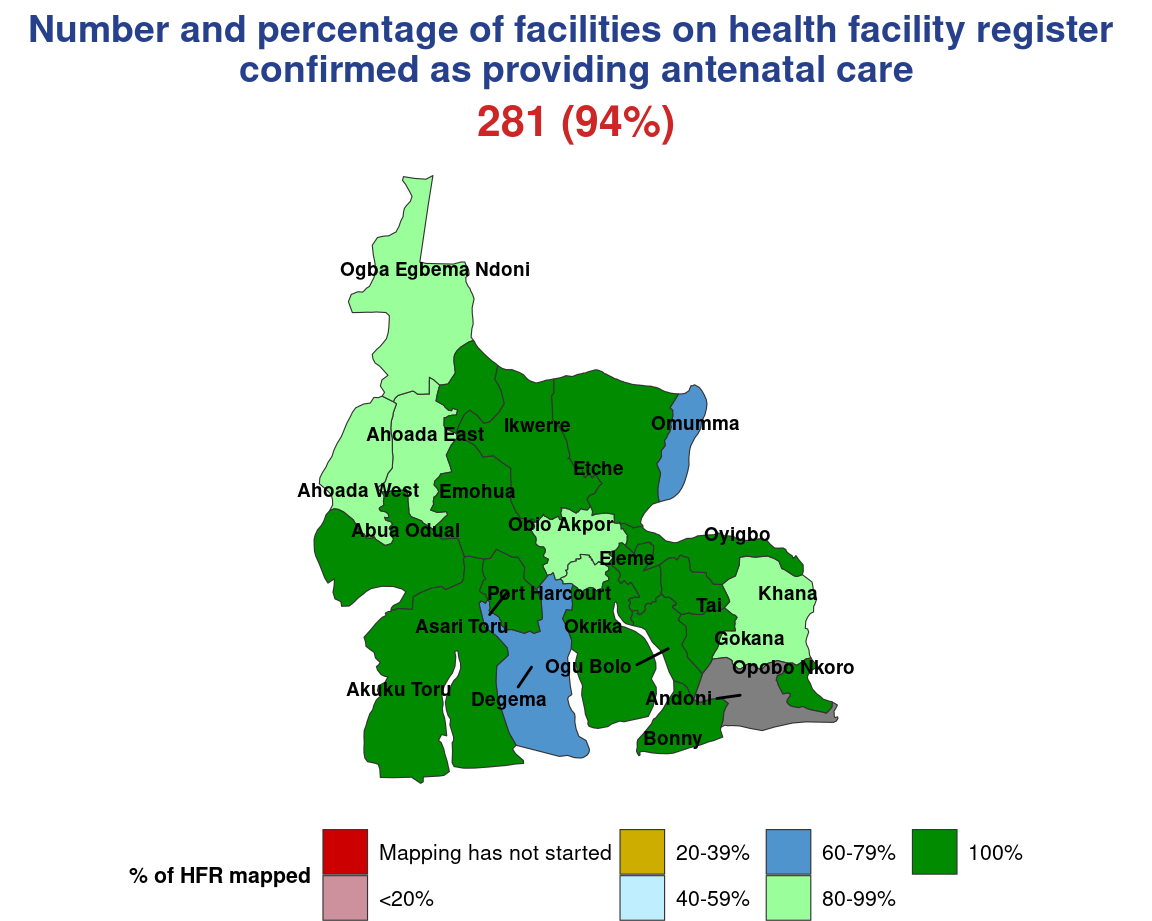 Number and percentage of facilities on health facility register
confirmed as providing antenatal care
281 (94%)
Ogba Egbema Ndoni
Omumma
Ikwerre
Ahoada East
Etche
Ahoada West
Emohua
Obio Akpor
Abua Odual
Oyigbo
Eleme
Port Harcourt
Khana
Tai
Asari Toru
Okrika
Gokana
Ogu Bolo
Opobo Nkoro
Akuku Toru
Degema
Andoni
Bonny
% of HFR mapped
Mapping has not started
20-39%
60-79%
100%
<20%
40-59%
80-99%